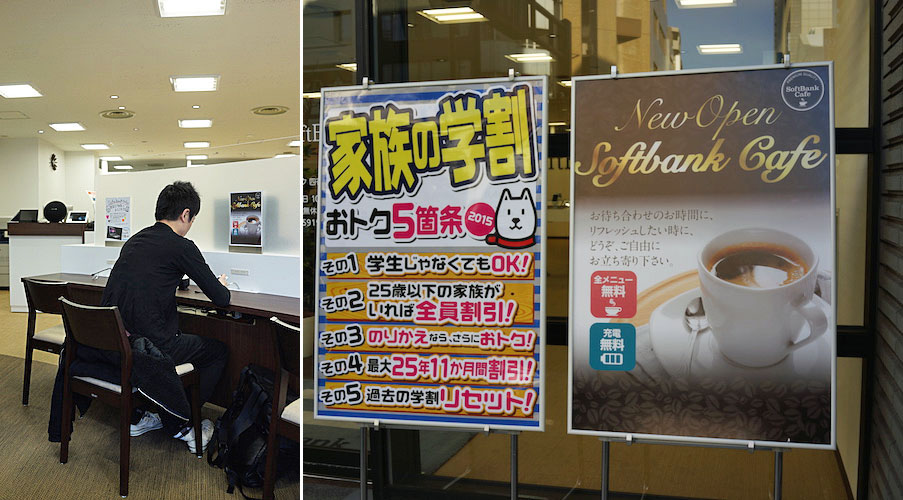 家族の学割
おトク5箇条 2015
その1 学生じゃなくてもOK!
その2 25歳以下の家族が
いれば全員割引!
その3 のりかえなら、さらにおトク!
その4 最大25年11か月間割引!
その5 過去の学割リセット!
SoftBank
Cafe
New Open
Softbank Cafe
お待ち合わせのお時間に、
リフレッシュしたい時に、
どうぞ、ご自由に
お立ち寄り下さい。
全メニュー
無料
充電
無料